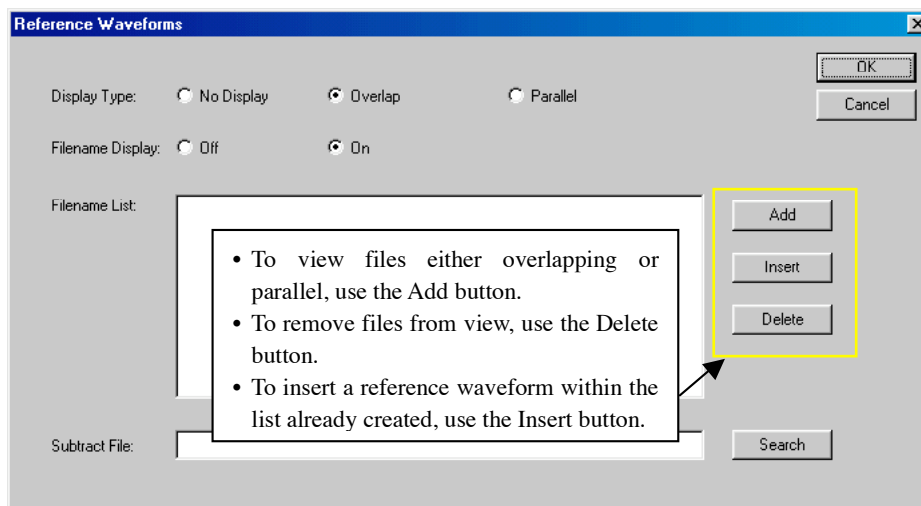 Reference Waveforms
OK
Display Type: No Display Overlap Parallel
Cancel
Filename Display: Off On
Filename List:
Add
Insert
Delete
• To view files either overlapping or
parallel, use the Add button.
• To remove files from view, use the Delete
button.
• To insert a reference waveform within the
list already created, use the Insert button.
Subtract File:
Search